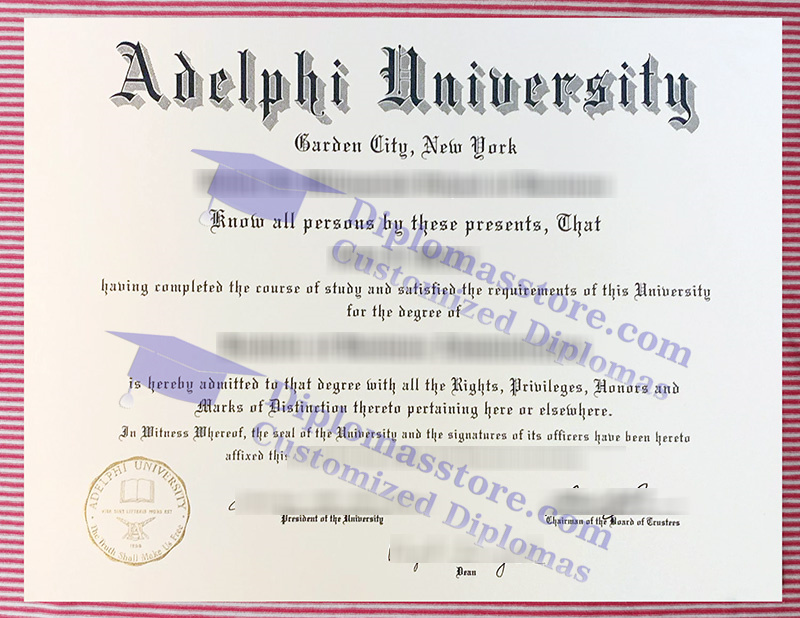 Adelphi University
Garden City, New York
Know all persons by these presents, That
having completed the course of study and satisfied the requirements of this University
for the degree of
is hereby admitted to that degree with all the Rights, Privileges, Honors and
Marks of Distinction thereto pertaining here or elsewhere.
In Witness Whereof, the seal of the University and the signatures of its officers have been hereto
affixed this
President of the University
Chairman of the Board of Trustees
Dean
ADELPHI UNIVERSITY
The Truth Shall Make Us Free
Diplomasstore.com
Customized Diplomas
Diplomasstore.com
Customized Diplomas